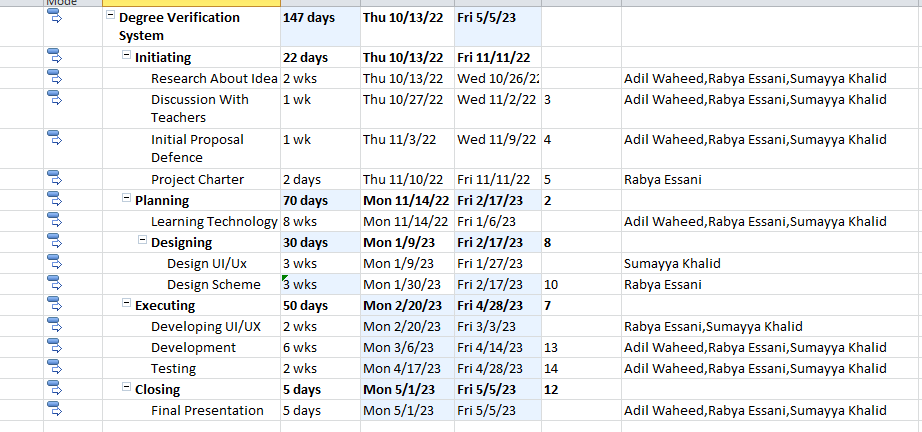 Mode
Degree Verification System 147 days Thu 10/13/22 Fri 5/5/23
Initiating 22 days Thu 10/13/22 Fri 11/11/22
Research About Idea 2 wks Thu 10/13/22 Wed 10/26/22 Adil Waheed,Rabya Essani,Sumayya Khalid
Discussion With Teachers 1 wk Thu 10/27/22 Wed 11/2/22 3 Adil Waheed,Rabya Essani,Sumayya Khalid
Initial Proposal Defence 1 wk Thu 11/3/22 Wed 11/9/22 4 Adil Waheed,Rabya Essani,Sumayya Khalid
Project Charter 2 days Thu 11/10/22 Fri 11/11/22 5 Rabya Essani
Planning 70 days Mon 11/14/22 Fri 2/17/23 2
Learning Technology 8 wks Mon 11/14/22 Fri 1/6/23 Adil Waheed,Rabya Essani,Sumayya Khalid
Designing 30 days Mon 1/9/23 Fri 2/17/23 8
Design UI/Ux 3 wks Mon 1/9/23 Fri 1/27/23 Sumayya Khalid
Design Scheme 3 wks Mon 1/30/23 Fri 2/17/23 10 Rabya Essani
Executing 50 days Mon 2/20/23 Fri 4/28/23 7
Developing UI/UX 2 wks Mon 2/20/23 Fri 3/3/23 Rabya Essani,Sumayya Khalid
Development 6 wks Mon 3/6/23 Fri 4/14/23 13 Adil Waheed,Rabya Essani,Sumayya Khalid
Testing 2 wks Mon 4/17/23 Fri 4/28/23 14 Adil Waheed,Rabya Essani,Sumayya Khalid
Closing 5 days Mon 5/1/23 Fri 5/5/23 12
Final Presentation 5 days Mon 5/1/23 Fri 5/5/23 Adil Waheed,Rabya Essani,Sumayya Khalid